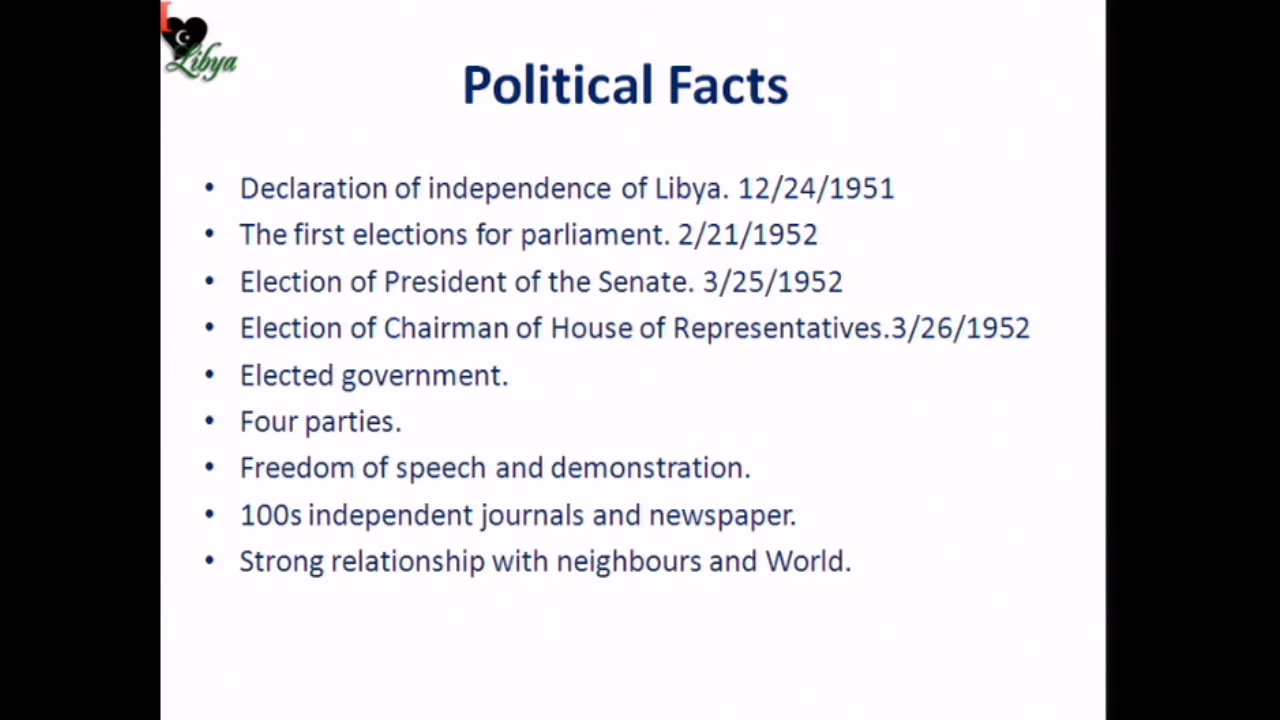 I
Libya
Political Facts
• Declaration of independence of Libya. 12/24/1951
• The first elections for parliament. 2/21/1952
• Election of President of the Senate. 3/25/1952
• Election of Chairman of House of Representatives.3/26/1952
• Elected government.
• Four parties.
• Freedom of speech and demonstration.
• 100s independent journals and newspaper.
• Strong relationship with neighbours and World.